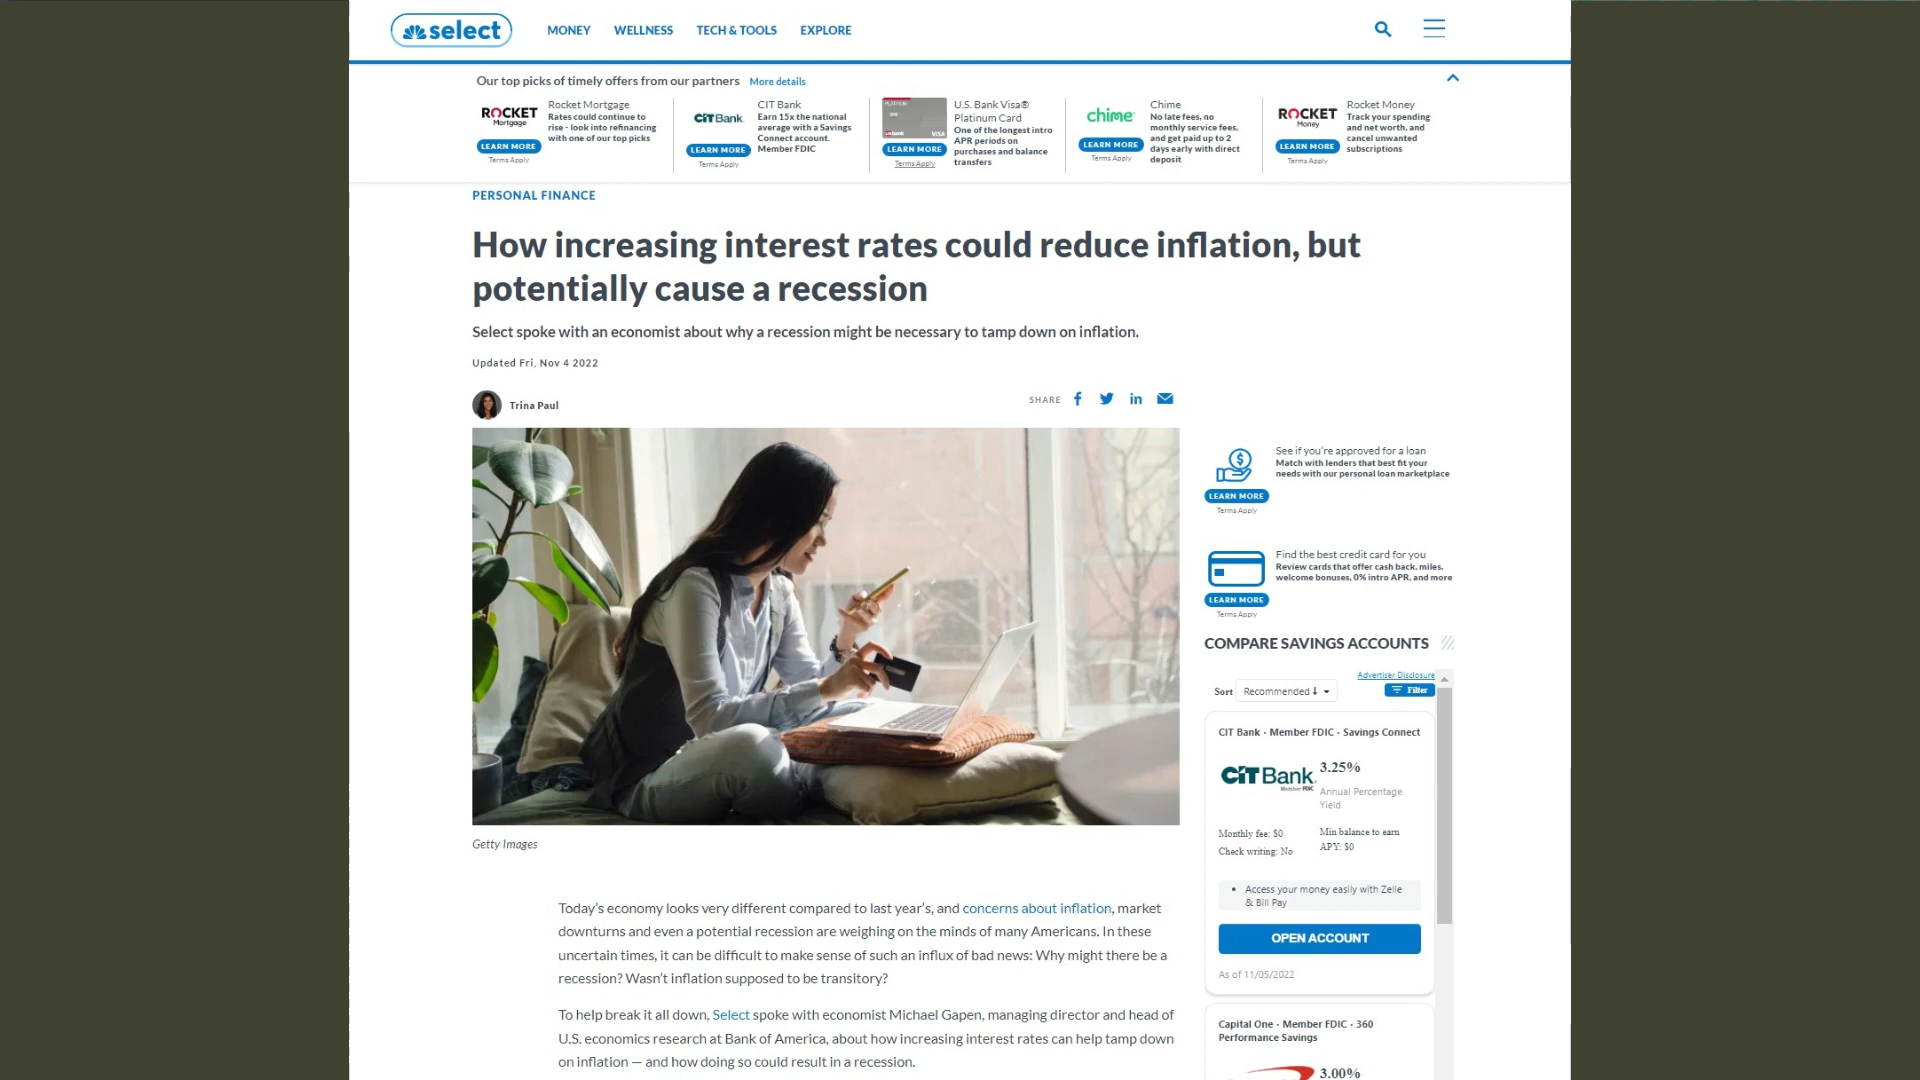 select
MONEY
WELLNESS
TECH & TOOLS
EXPLORE
Our top picks of timely offers from our partners More details
ROCKET
Mortgage
LEARN MORE
Terms Apply
Rocket Mortgage
Rates could continue to
rise - look into refinancing
with one of our top picks
CIT Bank
LEARN MORE
Terms Apply
CIT Bank
Earn 15x the national
average with a Savings
Connect account.
Member FDIC
PLATINUM
usbank
VISA
LEARN MORE
Terms Apply
U.S. Bank Visa®
Platinum Card
One of the longest intro
APR periods on
purchases and balance
transfers
chime
LEARN MORE
Terms Apply
Chime
No late fees, no
monthly service fees,
and get paid up to 2
days early with direct
deposit
ROCKET
Money
LEARN MORE
Terms Apply
Rocket Money
Track your spending
and net worth, and
cancel unwanted
subscriptions
PERSONAL FINANCE
How increasing interest rates could reduce inflation, but
potentially cause a recession
Select spoke with an economist about why a recession might be necessary to tamp down on inflation.
Updated Fri, Nov 4 2022
Trina Paul
SHARE
Getty Images
Today’s economy looks very different compared to last year’s, and concerns about inflation, market
downturns and even a potential recession are weighing on the minds of many Americans. In these
uncertain times, it can be difficult to make sense of such an influx of bad news: Why might there be a
recession? Wasn’t inflation supposed to be transitory?
To help break it all down, Select spoke with economist Michael Gapen, managing director and head of
U.S. economics research at Bank of America, about how increasing interest rates can help tamp down
on inflation — and how doing so could result in a recession.
See if you’re approved for a loan
Match with lenders that best fit your
needs with our personal loan marketplace
LEARN MORE
Terms Apply
Find the best credit card for you
Review cards that offer cash back, miles,
welcome bonuses, 0% intro APR, and more
LEARN MORE
Terms Apply
COMPARE SAVINGS ACCOUNTS
Advertiser Disclosure
Sort Recommended
Filter
CIT Bank - Member FDIC - Savings Connect
CIT Bank
Member FDIC
3.25%
Annual Percentage
Yield
Monthly fee: $0
Check writing: No
Min balance to earn
APY: $0
• Access your money easily with Zelle
& Bill Pay
OPEN ACCOUNT
As of 11/05/2022
Capital One - Member FDIC - 360
Performance Savings
3.00%